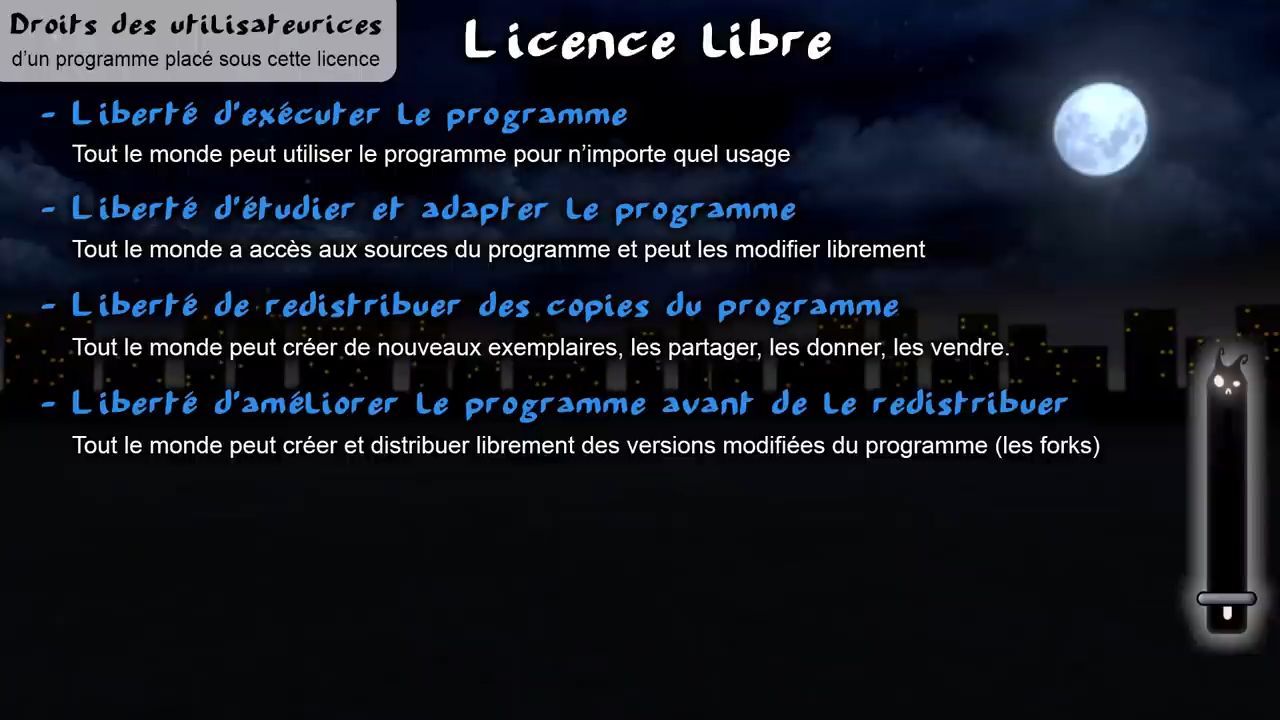 Droits des utilisateurices
d’un programme placé sous cette licence
Licence libre
- Liberté d'exécuter le programme
Tout le monde peut utiliser le programme pour n’importe quel usage
- Liberté d'étudier et adapter le programme
Tout le monde a accès aux sources du programme et peut les modifier librement
- Liberté de redistribuer des copies du programme
Tout le monde peut créer de nouveaux exemplaires, les partager, les donner, les vendre.
- Liberté d'améliorer le programme avant de le redistribuer
Tout le monde peut créer et distribuer librement des versions modifiées du programme (les forks)